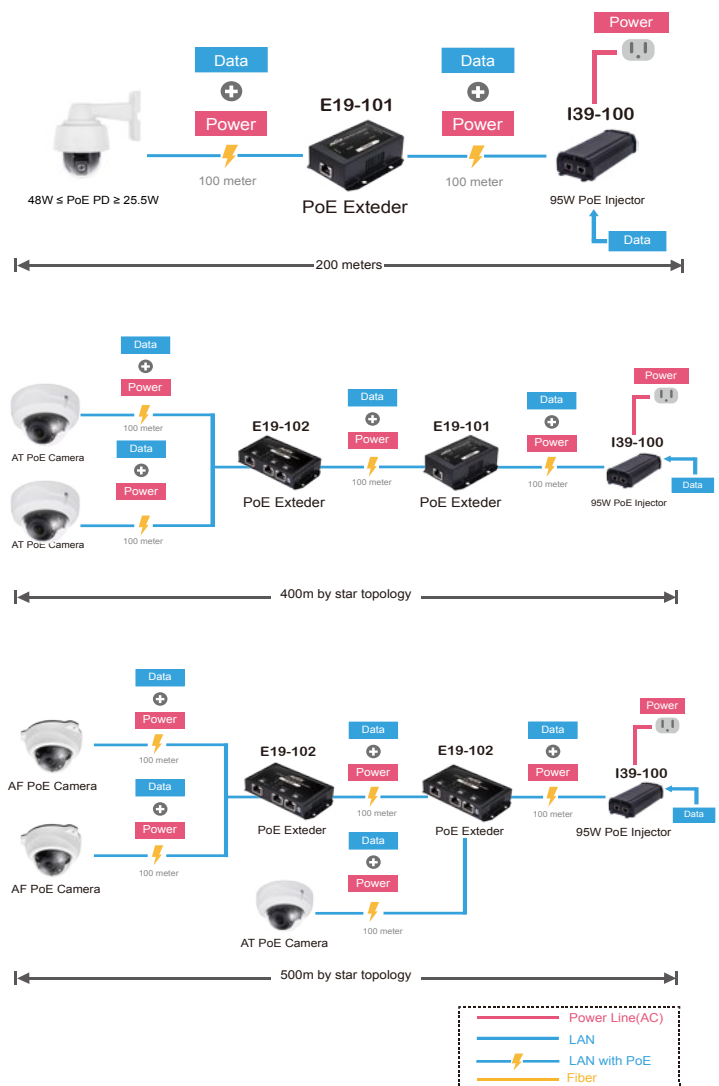 Power
Data
Data
E19-101
I39-100
Power
Power
100 meter
100 meter
48W ≤ PoE PD ≥ 25.5W
PoE Exteder
95W PoE Injector
Data
200 meters
Data
Power
Power
Data
Data
100 meter
E19-102
E19-101
Data
Power
Power
I39-100
AT PoE Camera
Power
100 meter
100 meter
Data
PoE Exteder
PoE Exteder
95W PoE Injector
AT PoE Camera
100 meter
400m by star topology
Data
Power
Power
Data
Data
E19-102
E19-102
100 meter
Power
Power
I39-100
AF PoE Camera
Data
100 meter
100 meter
Data
Power
PoE Exteder
PoE Exteder
95W PoE Injector
Data
100 meter
Power
AF PoE Camera
100 meter
AT PoE Camera
500m by star topology
Power Line(AC)
LAN
LAN with PoE
Fiber